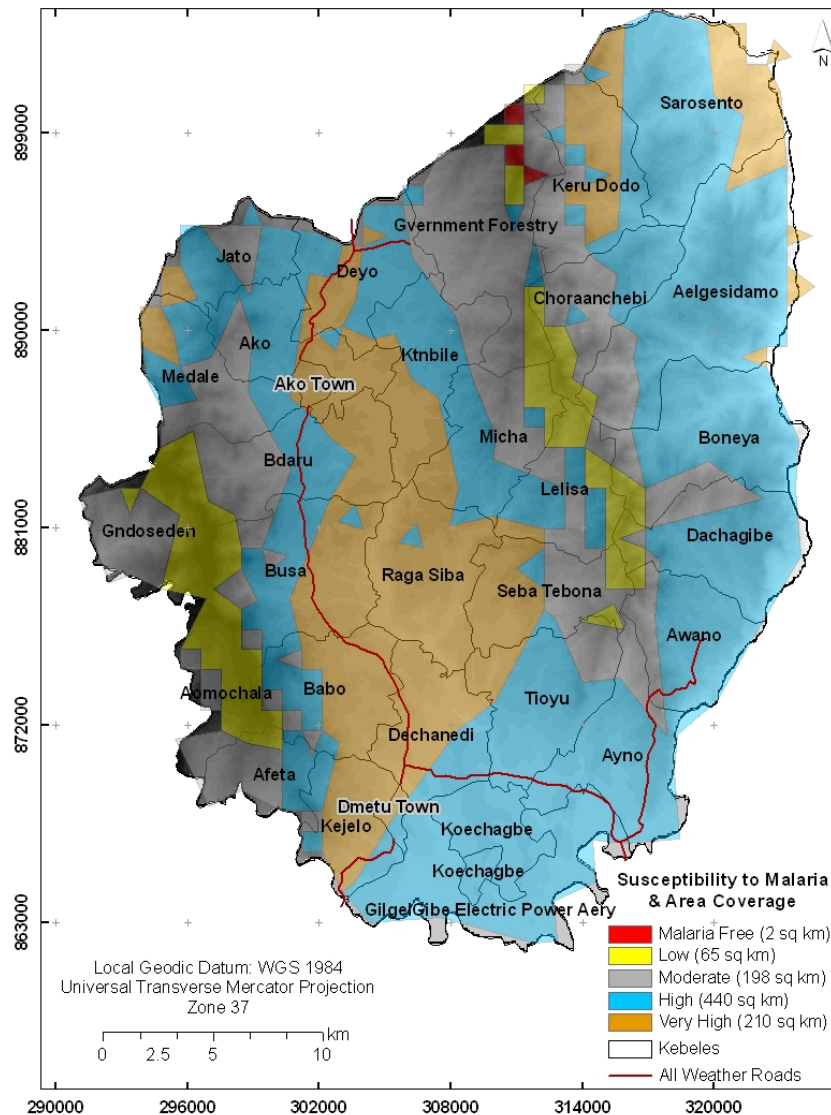 N
Sarosento
899000
Keru Dodo
Gvernment Forestry
Jato
Deyo
Choraanchebi
Aelgesidamo
890000
Ako
Ktnbile
Medale
Ako Town
Micha
Boneya
Bdaru
Lelisa
881000
Gndoseden
Dachagibe
Busa
Raga Siba
Seba Tebona
Awano
Aomochala
Babo
Tioyu
872000
Dechanedi
Ayno
Afeta
Dmetu Town
Kejelo
Koechagbe
Koechagbe
GilgelGibe Electric Power Aery
863000
Susceptibility to Malaria
& Area Coverage
Malaria Free (2 sq km)
Low (65 sq km)
Moderate (198 sq km)
High (440 sq km)
Very High (210 sq km)
Kebeles
All Weather Roads
Local Geodic Datum: WGS 1984
Universal Transverse Mercator Projection
Zone 37
km
0 2.5 5 10
290000 296000 302000 308000 314000 320000